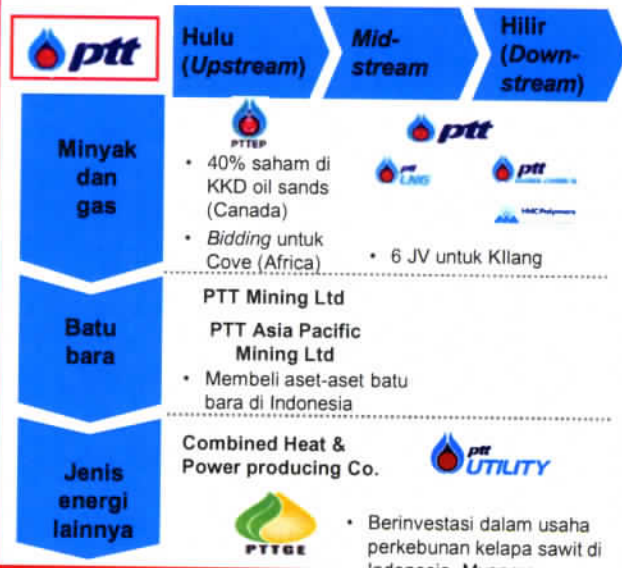 ptt
Hulu
(Upstream)
Mid-
stream
Hilir
(Down-
stream)
Minyak
dan
gas
PTTEP
• 40% saham di
KKD oil sands
(Canada)
• Bidding untuk
Cove (Africa)
ptt
ptt
LNG
ptt
HMC Polymers
• 6 JV untuk KIlang
Batu
bara
PTT Mining Ltd
PTT Asia Pacific
Mining Ltd
• Membeli aset-aset batu
bara di Indonesia
Jenis
energi
lainnya
Combined Heat &
Power producing Co.
ptt
UTILITY
PTTGE
• Berinvestasi dalam usaha
perkebunan kelapa sawit di